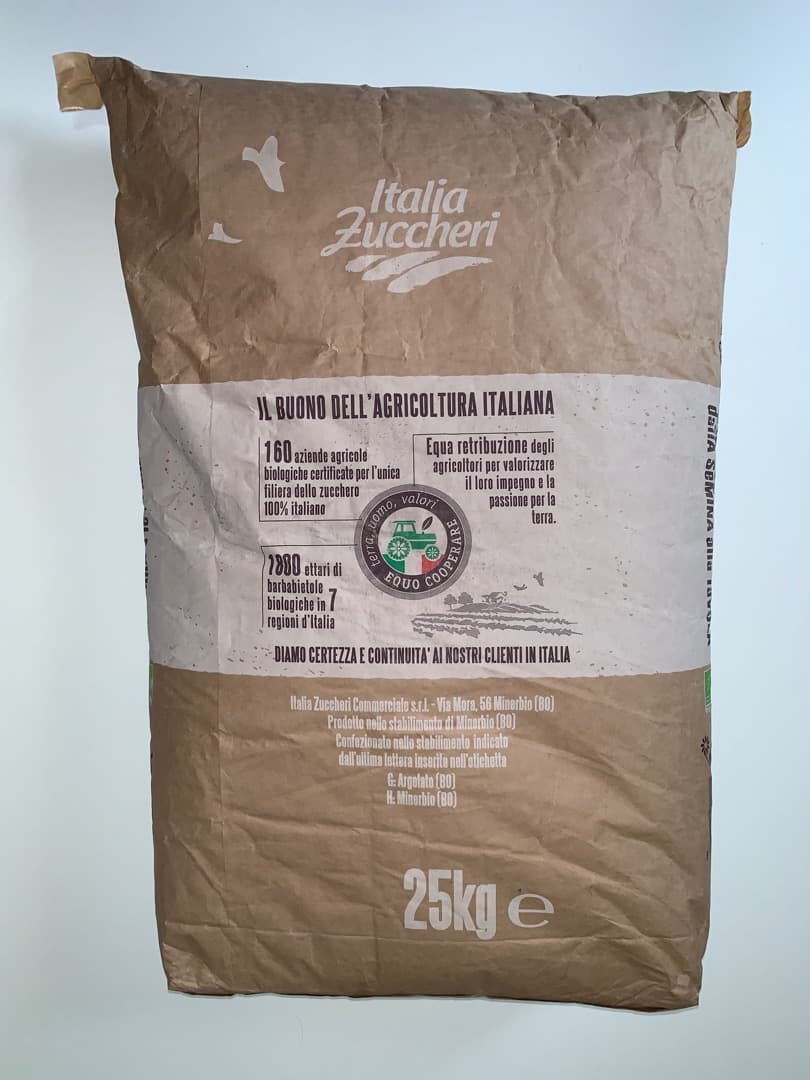 Italia
Zuccheri
IL BUONO DELL'AGRICOLTURA ITALIANA
160 aziende agricole
biologiche certificate per l'unica
filiera dello zucchero
100% italiano
Equa retribuzione degli
agricoltori per valorizzare
il loro impegno e la
passione per la
terra.
terra, uomo, valori
EQUO COOPERARE
ettari di
barbabietole
biologiche in 7
regioni d'Italia
DIAMO CERTEZZA E CONTINUITA' AI NOSTRI CLIENTI IN ITALIA
Italia Zuccheri Commerciale s.r.l. - Via Mora, 56 Minerbio (BO)
Prodotto nello stabilimento di Minerbio (BO)
Confezionato nello stabilimento indicato
dall'ultima lettera inserita nell'etichetta
G: Argelato (BO)
H: Minerbio (BO)
25kg e
dalla SEMINA alla